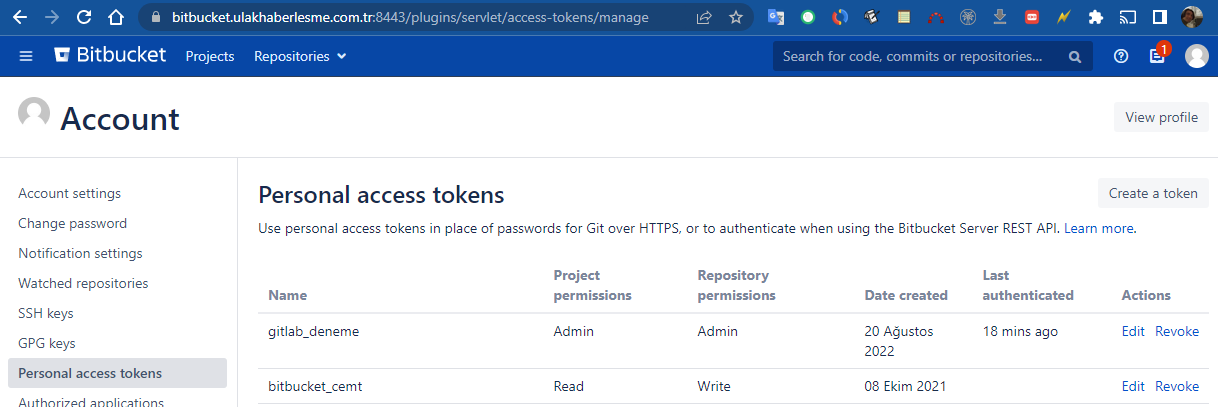 bitbucket.ulakhaberlesme.com.tr:8443/plugins/servlet/access-tokens/manage
Bitbucket Projects Repositories Search for code, commits or repositories... 1
Account
View profile
Account settings
Change password
Notification settings
Watched repositories
SSH keys
GPG keys
Personal access tokens
Authorized applications
Personal access tokens
Create a token
Use personal access tokens in place of passwords for Git over HTTPS, or to authenticate when using the Bitbucket Server REST API. Learn more.
Name Project permissions Repository permissions Date created Last authenticated Actions
gitlab_deneme Admin Admin 20 Ağustos 2022 18 mins ago Edit Revoke
bitbucket_cemt Read Write 08 Ekim 2021 Edit Revoke